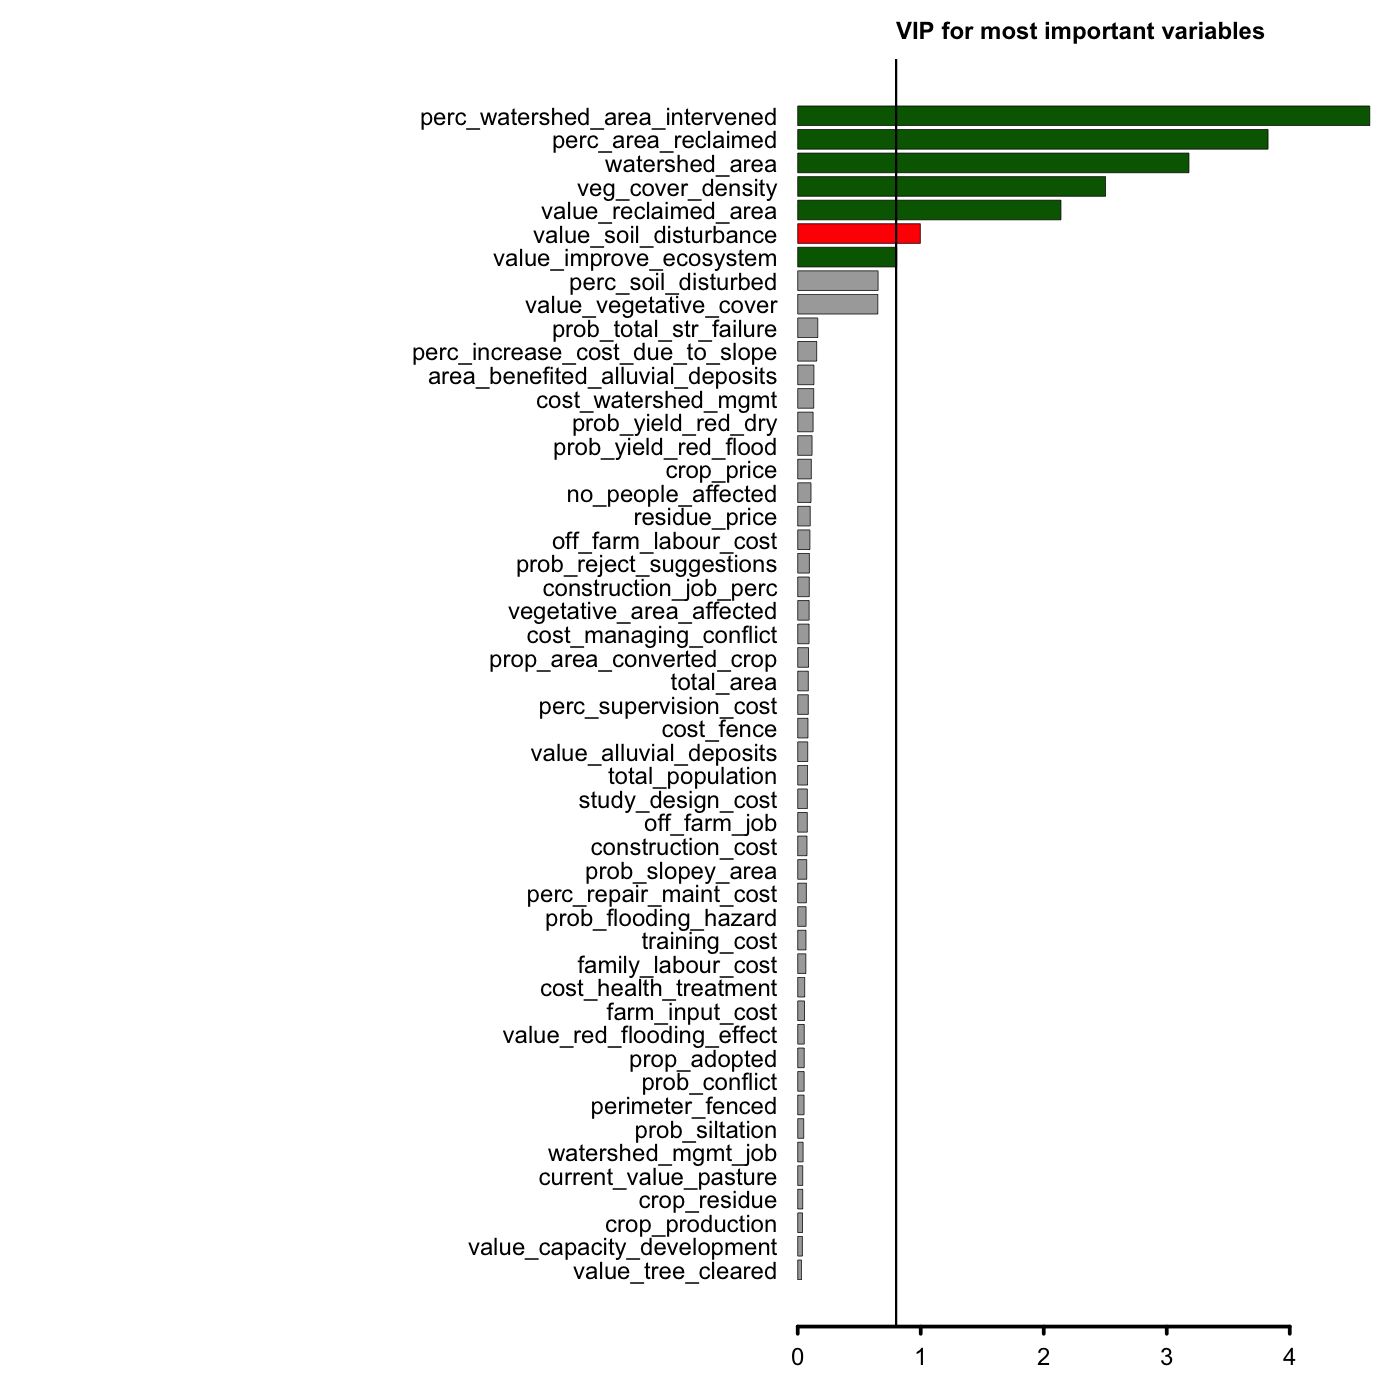 VIP for most important variables
perc_watershed_area_intervened
perc_area_reclaimed
watershed_area
veg_cover_density
value_reclaimed_area
value_soil_disturbance
value_improve_ecosystem
perc_soil_disturbed
value_vegetative_cover
prob_total_str_failure
perc_increase_cost_due_to_slope
area_benefited_alluvial_deposits
cost_watershed_mgmt
prob_yield_red_dry
prob_yield_red_flood
crop_price
no_people_affected
residue_price
off_farm_labour_cost
prob_reject_suggestions
construction_job_perc
vegetative_area_affected
cost_managing_conflict
prop_area_converted_crop
total_area
perc_supervision_cost
cost_fence
value_alluvial_deposits
total_population
study_design_cost
off_farm_job
construction_cost
prob_slopey_area
perc_repair_maint_cost
prob_flooding_hazard
training_cost
family_labour_cost
cost_health_treatment
farm_input_cost
value_red_flooding_effect
prop_adopted
prob_conflict
perimeter_fenced
prob_siltation
watershed_mgmt_job
current_value_pasture
crop_residue
crop_production
value_capacity_development
value_tree_cleared
0 1 2 3 4